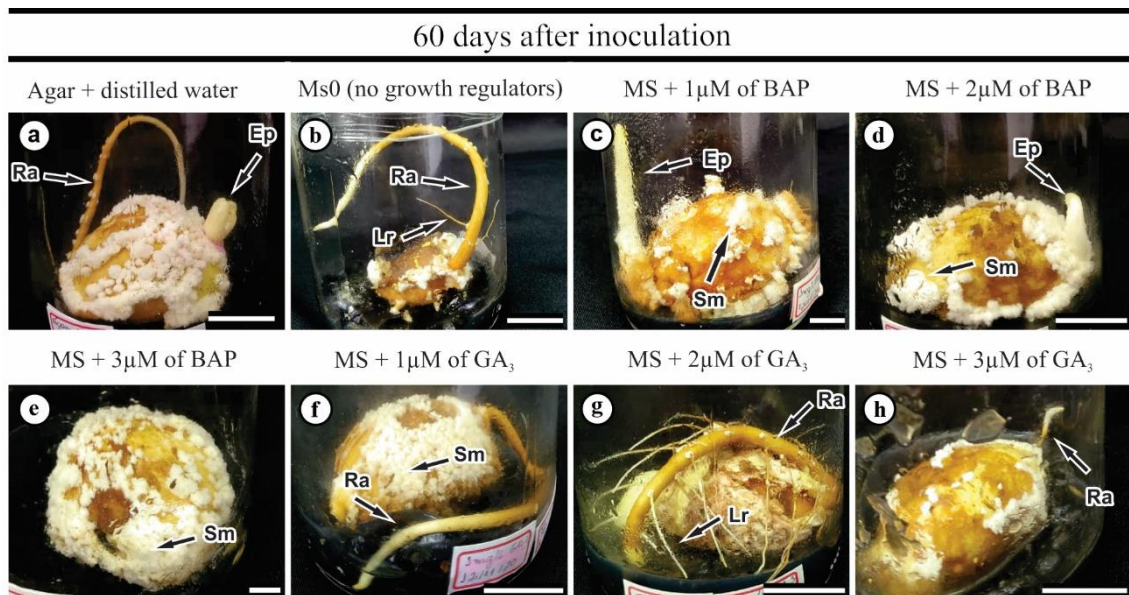 60 days after inoculation
Agar + distilled water
Ms0 (no growth regulators)
MS + 1µM of BAP
MS + 2µM of BAP
a
Ra
Ep
b
Ra
Lr
c
Ep
Sm
d
Ep
Sm
MS + 3µM of BAP
MS + 1µM of GA₃
MS + 2µM of GA₃
MS + 3µM of GA₃
e
Sm
f
Sm
Ra
g
Ra
Lr
h
Ra